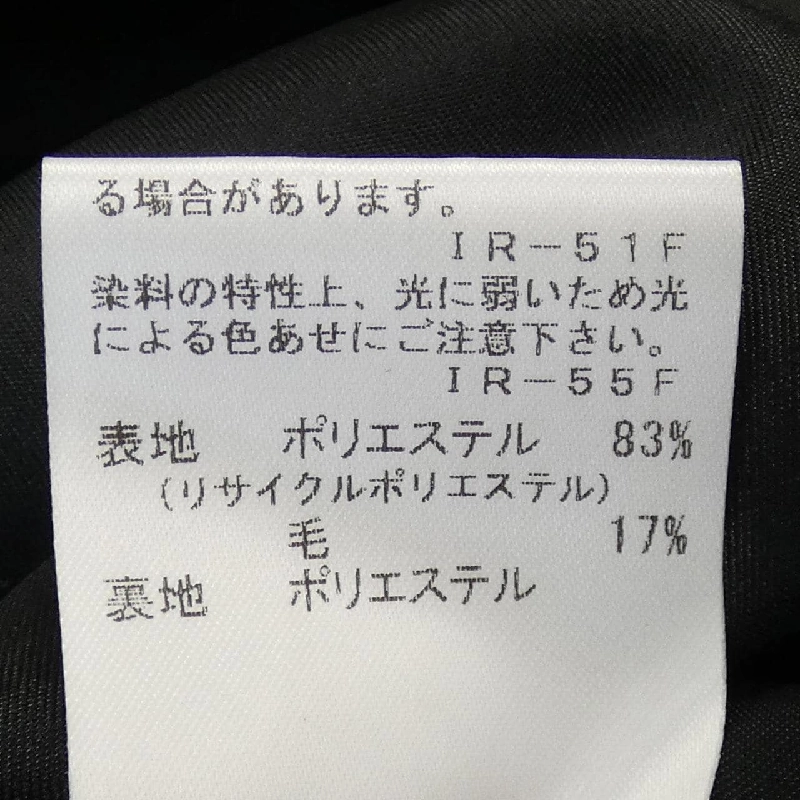 る場合があります。
IR-51F
染料の特性上、光に弱いため光
による色あせにご注意下さい。
IR-55F
表地 ポリエステル 83%
(リサイクルポリエステル)
毛 17%
裏地 ポリエステル